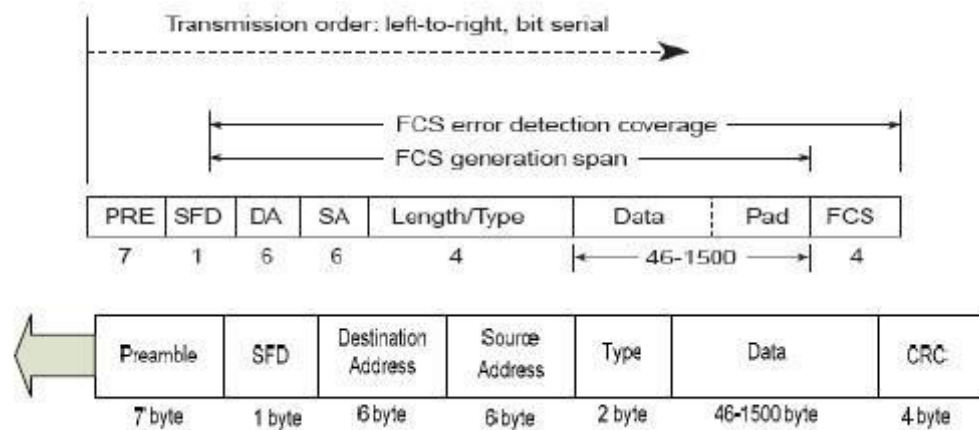 Transmission order: left-to-right, bit serial
FCS error detection coverage
FCS generation span
PRE SFD DA SA Length/Type Data Pad FCS
7 1 6 6 4 46-1500 4
Preamble SFD Destination Address Source Address Type Data CRC
7 byte 1 byte 6 byte 6 byte 2 byte 46-1500 byte 4 byte